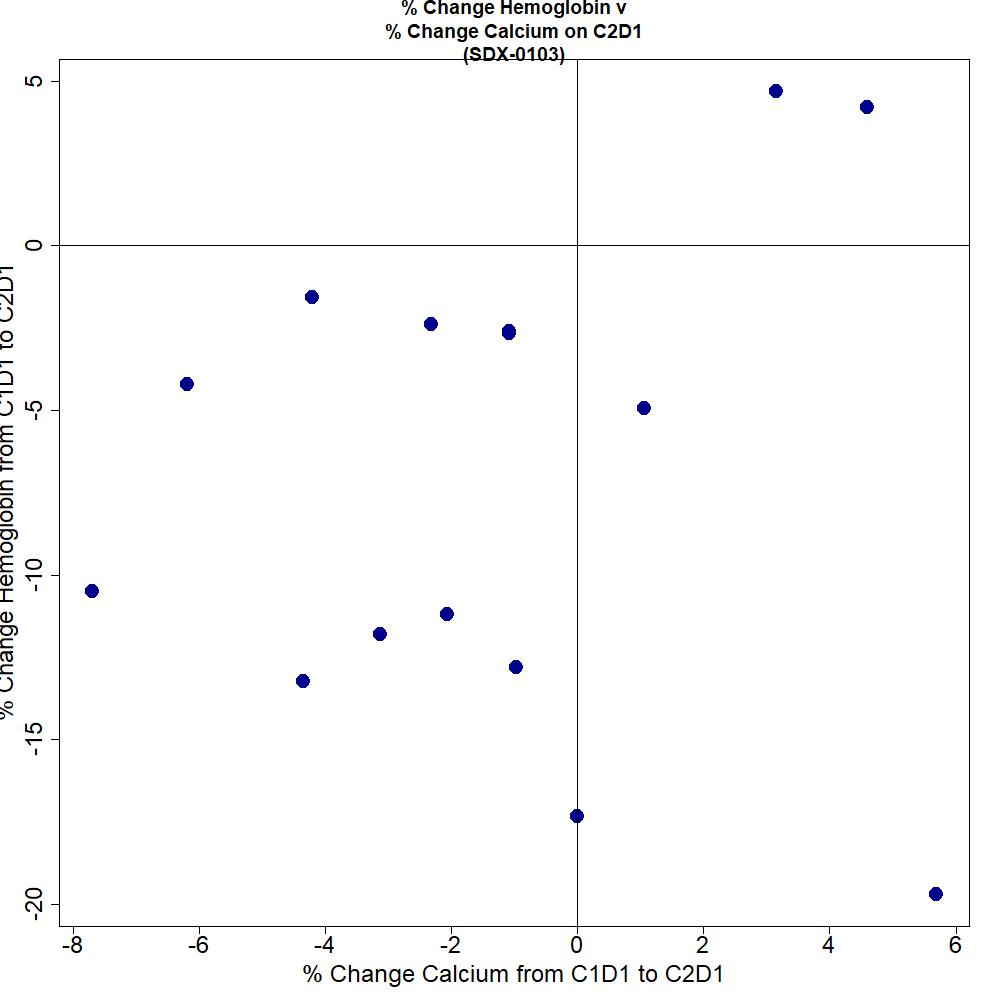 % Change Hemoglobin v
% Change Calcium on C2D1
(SDX-0103)
% Change Hemoglobin from C1D1 to C2D1
5
0
-5
-10
-15
-20
-8
-6
-4
-2
0
2
4
6
% Change Calcium from C1D1 to C2D1